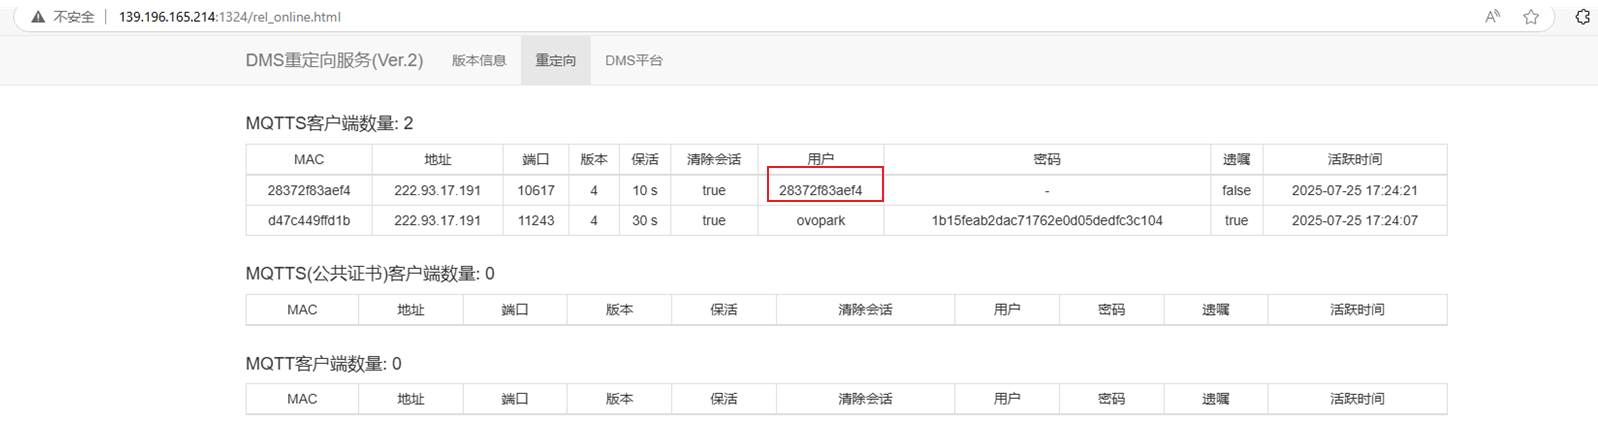 不安全 139.196.165.214:1324/rel_online.html A
DMS重定向服务(Ver.2) 版本信息 重定向 DMS平台
MQTTS客户端数量: 2
MAC 地址 端口 版本 保活 清除会话 用户 密码 遗嘱 活跃时间
28372f83aef4 222.93.17.191 10617 4 10 s true 28372f83aef4 - false 2025-07-25 17:24:21
d47c449ffd1b 222.93.17.191 11243 4 30 s true ovopark 1b15feab2dac71762e0d05dedfc3c104 true 2025-07-25 17:24:07
MQTTS(公共证书)客户端数量: 0
MAC 地址 端口 版本 保活 清除会话 用户 密码 遗嘱 活跃时间
MQTT客户端数量: 0
MAC 地址 端口 版本 保活 清除会话 用户 密码 遗嘱 活跃时间